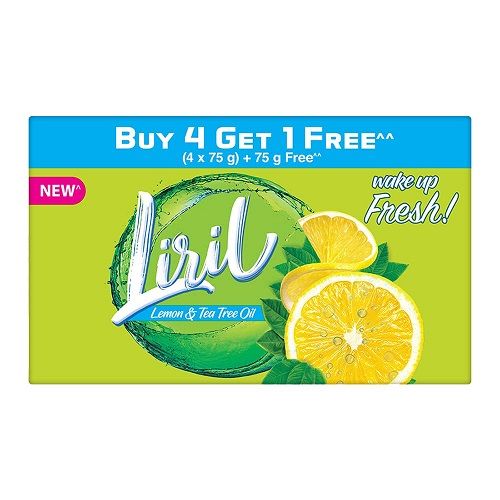 BUY 4 GET 1 FREE^^
(4 x 75 g) + 75 g Free^^
NEW^
wake up
Fresh!
Liril
Lemon & Tea Tree Oil